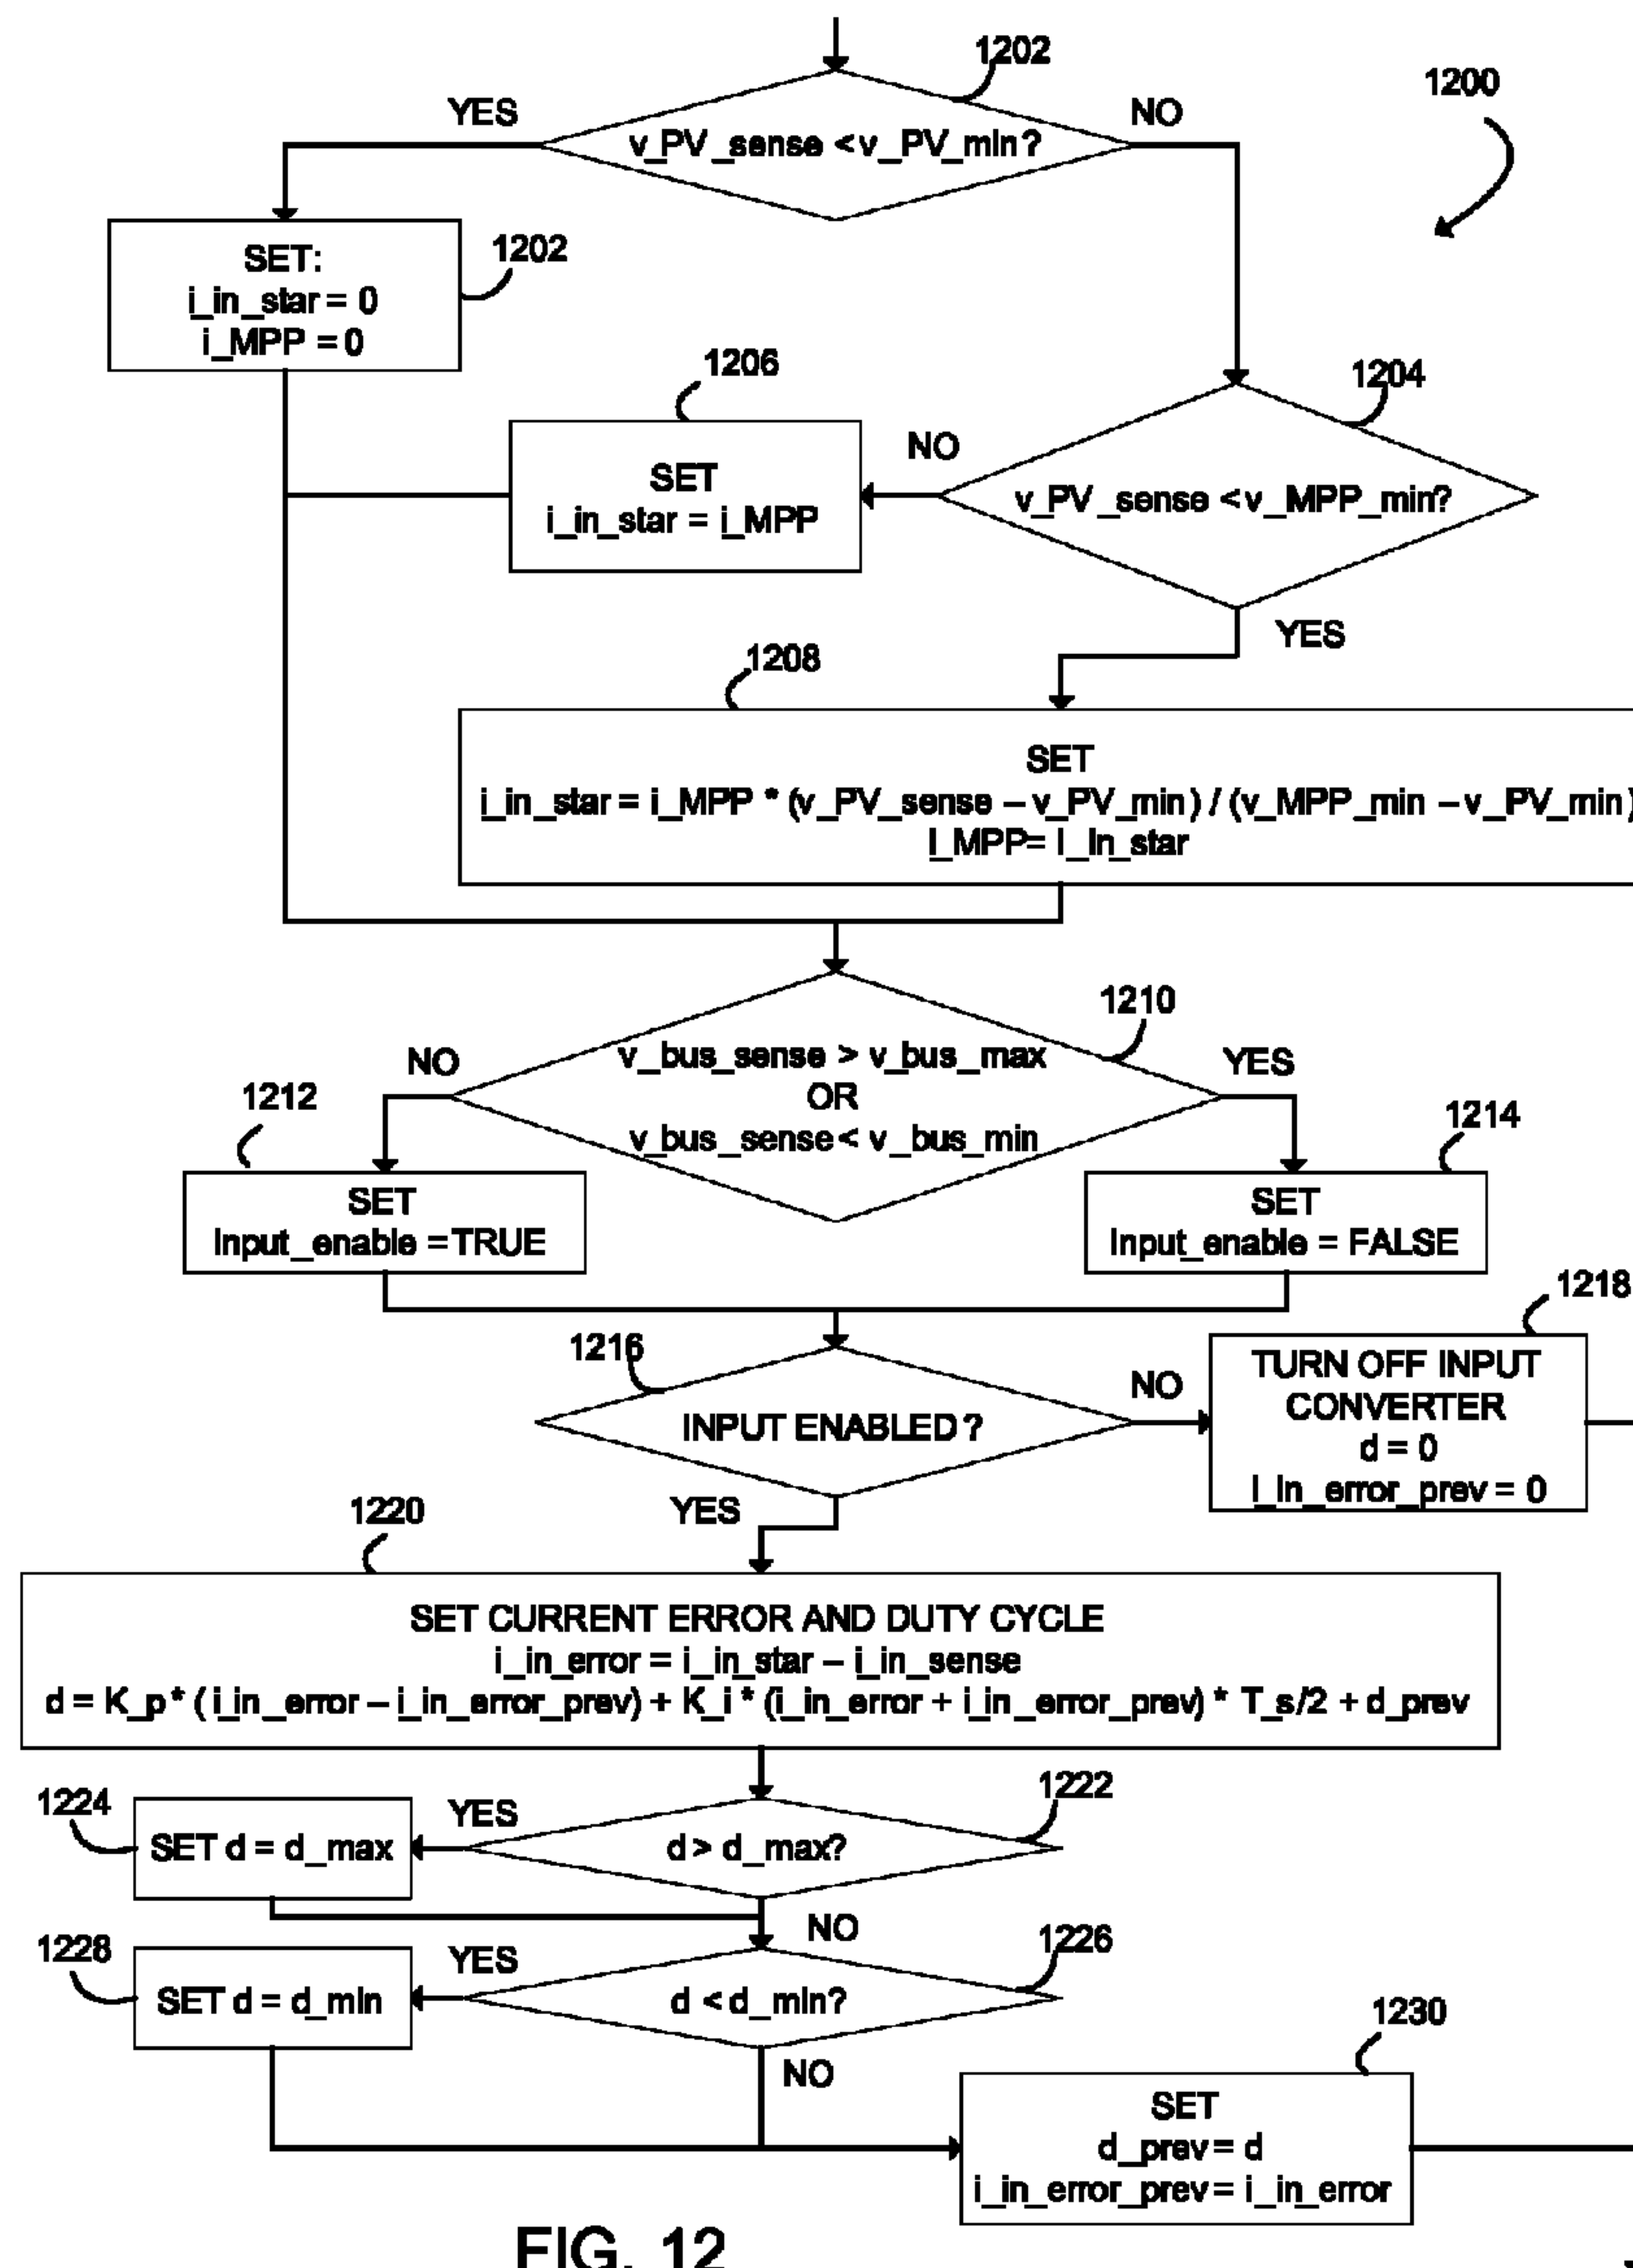 1202
1200
YES
NO
v_PV_sense < v_PV_min?
SET:
i_in_star = 0
i_MPP = 0
1202
1206
1204
NO
SET
i_in_star = i_MPP
v_PV_sense < v_MPP_min?
YES
1208
SET
i_in_star = i_MPP * (v_PV_sense – v_PV_min) / (v_MPP_min – v_PV_min)
I_MPP= I_In_star
1210
NO
YES
v_bus_sense > v_bus_max
OR
v_bus_sense < v_bus_min
1212
1214
SET
Input_enable = TRUE
SET
Input_enable = FALSE
1218
1216
NO
INPUT ENABLED?
TURN OFF INPUT
CONVERTER
d = 0
I_In_error_prev = 0
YES
1220
SET CURRENT ERROR AND DUTY CYCLE
i_in_error = i_in_star – i_in_sense
d = K_p * (i_in_error – i_in_error_prev) + K_i * (i_in_error + i_in_error_prev) * T_s/2 + d_prev
1224
YES
1222
SET d = d_max
d > d_max?
NO
1228
YES
1226
SET d = d_min
d < d_min?
NO
1230
SET
d_prev = d
i_in_error_prev = i_in_error
FIG. 12